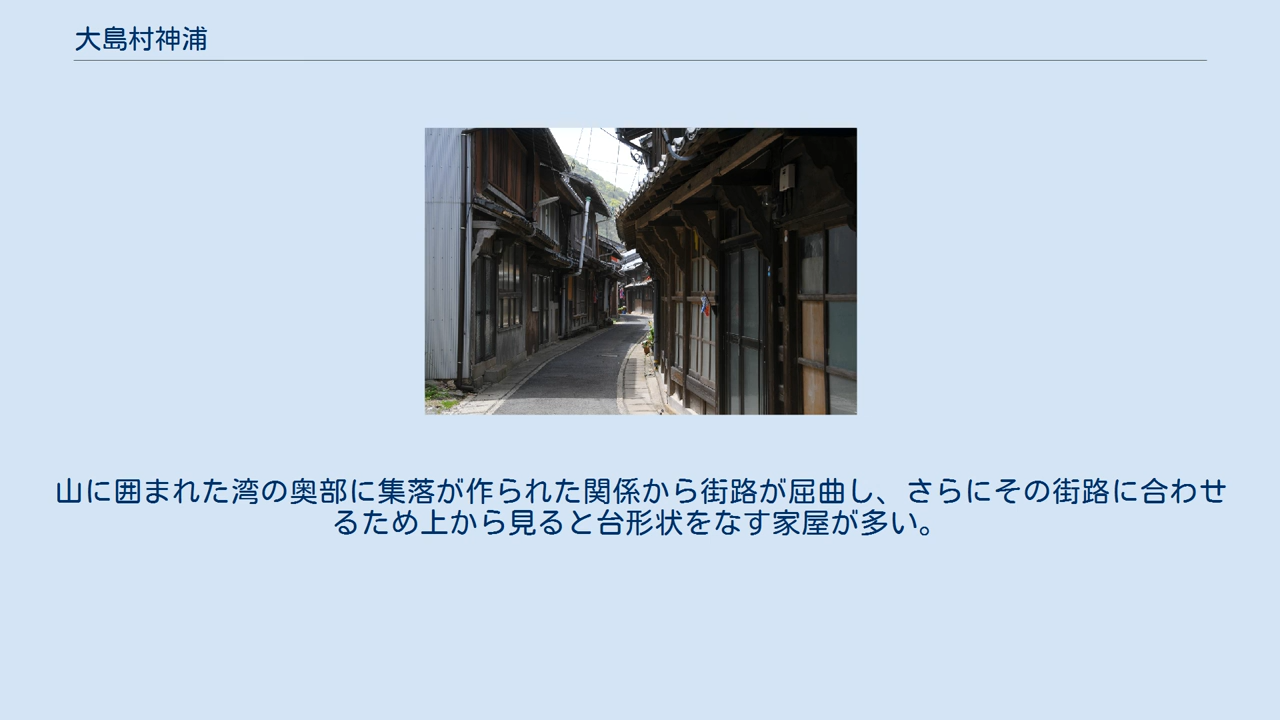 大島村神浦
山に囲まれた湾の奥部に集落が作られた関係から街路が屈曲し、さらにその街路に合わせ
るため上から見ると台形状をなす家屋が多い。